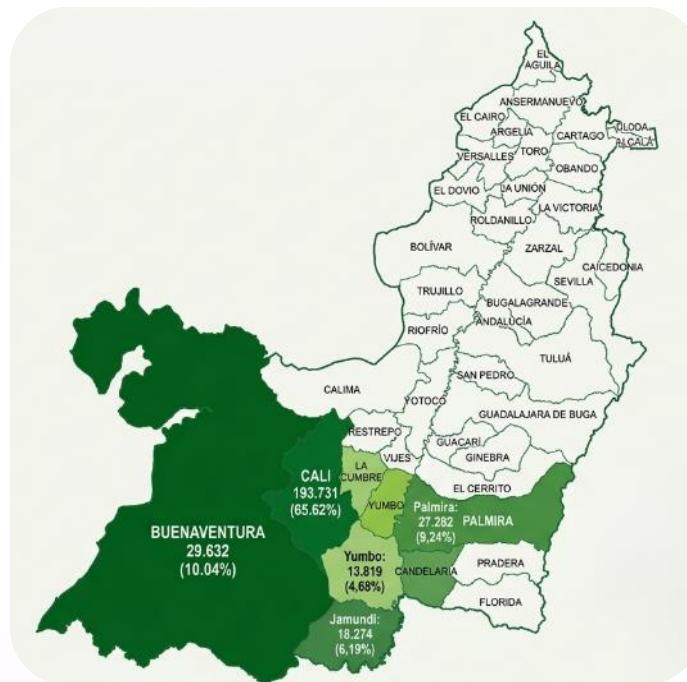 EL
AGUILA
ANSERMANUEVO
EL CAIRO
ARGELIA
CARTAGO
ULODA
ALCALÁ
VERSALLES
TORO
OBANDO
EL DOVIO
LA UNIÓN
LA VICTORIA
ROLDANILLO
BOLÍVAR
ZARZAL
CAICEDONIA
SEVILLA
TRUJILLO
BUGALAGRANDE
ANDALUCÍA
RIOFRÍO
TULUÁ
SAN PEDRO
CALIMA
YOTOCO
GUADALAJARA DE BUGA
RESTREPO
GUACARÍ
GINEBRA
VIJES
LA
CUMBRE
EL CERRITO
CALI
193.731
(65.62%)
YUMBO
Palmira:
27.282
(9,24%)
PALMIRA
BUENAVENTURA
29.632
(10.04%)
Yumbo:
13.819
(4,68%)
CANDELARIA
PRADERA
FLORIDA
Jamundi:
18.274
(6,19%)